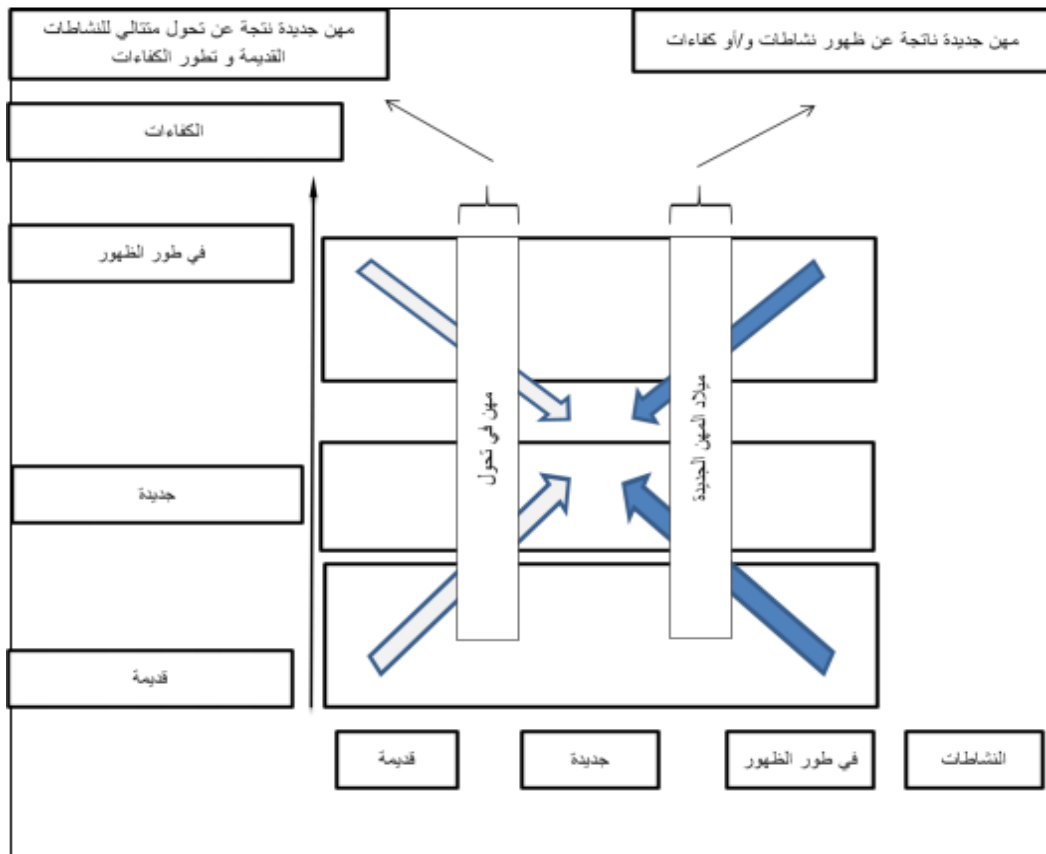 مهن جديدة ناتجة عن ظهور نشاطات و/أو كفاءات
مهن جديدة نتجة عن تحول متتالي للنشاطات
القديمة و تطور الكفاءات
الكفاءات
في طور الظهور
ميلاد المهن الجديدة
مهن في تحول
جديدة
قديمة
النشاطات
في طور الظهور
جديدة
قديمة